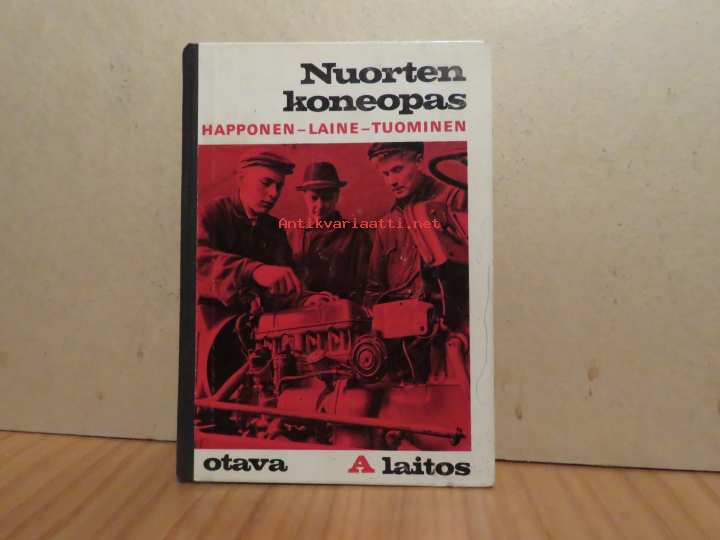 Nuorten
koneopas
HAPPONEN–LAINE–TUOMINEN
Antikvariaatti.net
otava A laitos